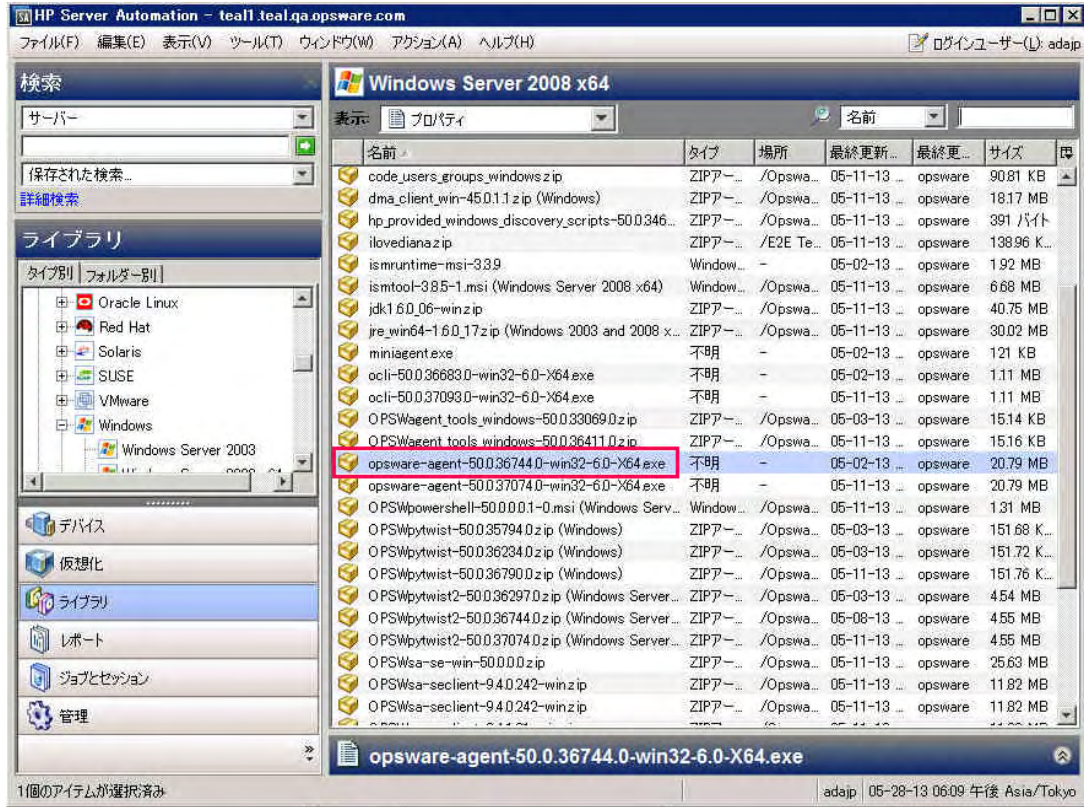 HP Server Automation - teal1.teal.qa.opsware.com
ファイル(F) 編集(E) 表示(V) ツール(T) ウィンドウ(W) アクション(A) ヘルプ(H) ログインユーザー(L): adajp
検索
サーバー
保存された検索...
詳細検索
ライブラリ
タイプ別 フォルダー別
Oracle Linux
Red Hat
Solaris
SUSE
VMware
Windows
Windows Server 2003
デバイス
仮想化
ライブラリ
レポート
ジョブとセッション
管理
Windows Server 2008 x64
表示: プロパティ 名前
名前 タイプ 場所 最終更新... 最終更... サイズ
code_users_groups_windows.zip ZIPアー... /Opswa... 05-11-13 ... opsware 90.81 KB
dma_client_win-45.0.1.1.zip (Windows) ZIPアー... /Opswa... 05-11-13 ... opsware 18.17 MB
hp_provided_windows_discovery_scripts-50.0.346... ZIPアー... /Opswa... 05-11-13 ... opsware 391 バイト
ilovediana.zip ZIPアー... /E2E Te... 05-11-13 ... opsware 138.96 K...
ismruntime-msi-3.3.9 Window... - 05-02-13 ... opsware 1.92 MB
ismtool-3.8.5-1.msi (Windows Server 2008 x64) Window... /Opswa... 05-11-13 ... opsware 6.68 MB
jdk1.6.0_06-win.zip ZIPアー... /Opswa... 05-11-13 ... opsware 40.75 MB
jre_win64-1.6.0_17.zip (Windows 2003 and 2008 x... ZIPアー... /Opswa... 05-11-13 ... opsware 30.02 MB
miniagent.exe 不明 - 05-02-13 ... opsware 121 KB
ocli-50.0.36683.0-win32-6.0-X64.exe 不明 - 05-02-13 ... opsware 1.11 MB
ocli-50.0.37093.0-win32-6.0-X64.exe 不明 - 05-11-13 ... opsware 1.11 MB
OPSWagent_tools_windows-50.0.33069.0.zip ZIPアー... /Opswa... 05-03-13 ... opsware 15.14 KB
OPSWagent_tools_windows-50.0.36411.0.zip ZIPアー... /Opswa... 05-11-13 ... opsware 15.16 KB
opsware-agent-50.0.36744.0-win32-6.0-X64.exe 不明 - 05-02-13 ... opsware 20.79 MB
opsware-agent-50.0.37074.0-win32-6.0-X64.exe 不明 - 05-11-13 ... opsware 20.79 MB
OPSWpowershell-50.0.0.0.1-0.msi (Windows Serv... Window... /Opswa... 05-11-13 ... opsware 1.31 MB
OPSWpytwist-50.0.35794.0.zip (Windows) ZIPアー... /Opswa... 05-03-13 ... opsware 151.68 K...
OPSWpytwist-50.0.36234.0.zip (Windows) ZIPアー... /Opswa... 05-03-13 ... opsware 151.72 K...
OPSWpytwist-50.0.36790.0.zip (Windows) ZIPアー... /Opswa... 05-11-13 ... opsware 151.76 K...
OPSWpytwist2-50.0.36297.0.zip (Windows Server... ZIPアー... /Opswa... 05-03-13 ... opsware 4.54 MB
OPSWpytwist2-50.0.36744.0.zip (Windows Server... ZIPアー... /Opswa... 05-08-13 ... opsware 4.55 MB
OPSWpytwist2-50.0.37074.0.zip (Windows Server... ZIPアー... /Opswa... 05-11-13 ... opsware 4.55 MB
OPSWsa-se-win-50.0.0.0.zip ZIPアー... /Opswa... 05-11-13 ... opsware 25.63 MB
OPSWsa-seclient-9.4.0.242-win.zip ZIPアー... /Opswa... 05-11-13 ... opsware 11.82 MB
OPSWsa-seclient-9.4.0.242-win.zip ZIPアー... /Opswa... 05-11-13 ... opsware 11.82 MB
opsware-agent-50.0.36744.0-win32-6.0-X64.exe
1個のアイテムが選択済み adajp 05-28-13 06:09 午後 Asia/Tokyo